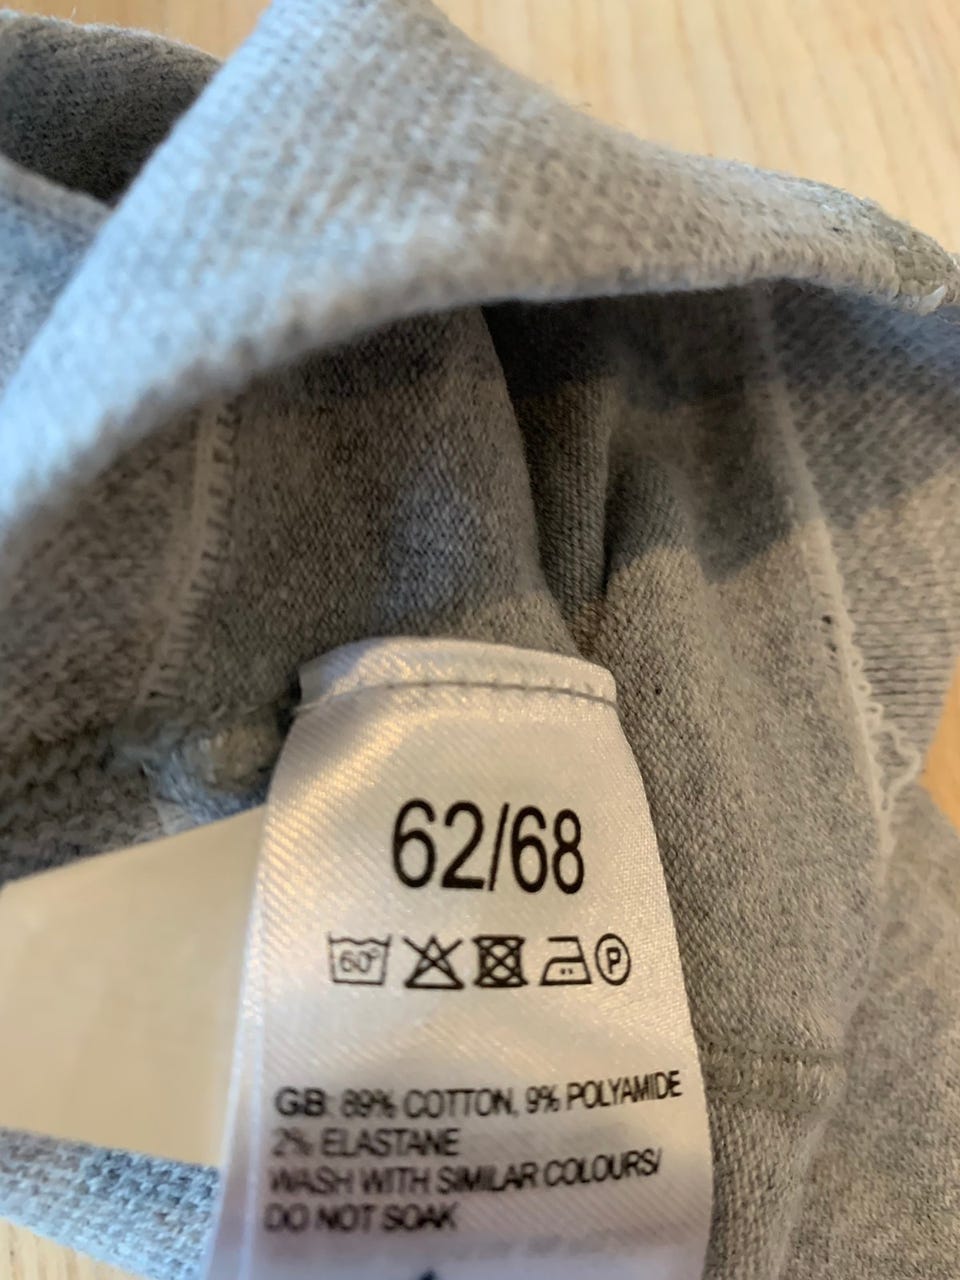 62/68
60°
P
GB: 89% COTTON, 9% POLYAMIDE
2% ELASTANE
WASH WITH SIMILAR COLOURS/
DO NOT SOAK